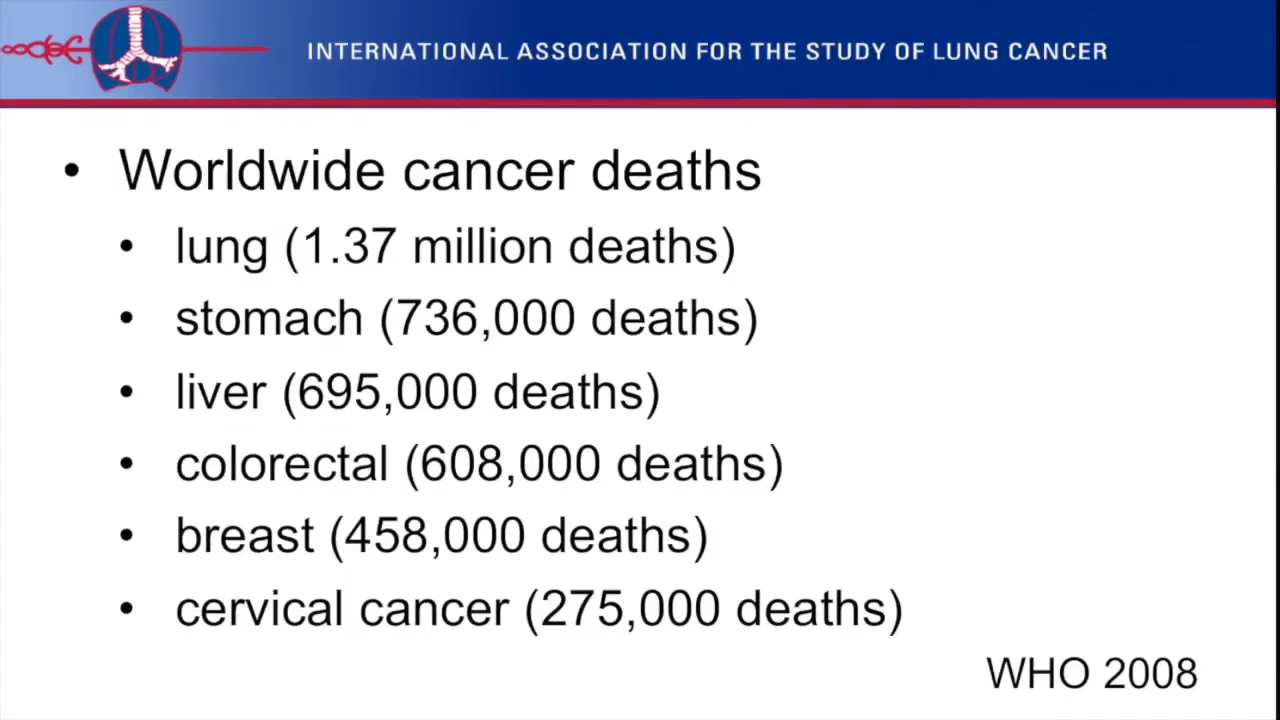 INTERNATIONAL ASSOCIATION FOR THE STUDY OF LUNG CANCER
• Worldwide cancer deaths
• lung (1.37 million deaths)
• stomach (736,000 deaths)
• liver (695,000 deaths)
• colorectal (608,000 deaths)
• breast (458,000 deaths)
• cervical cancer (275,000 deaths)
WHO 2008